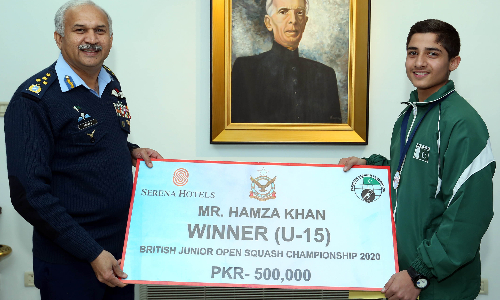 SERENA HOTELS
MR. HAMZA KHAN
WINNER (U-15)
BRITISH JUNIOR OPEN SQUASH CHAMPIONSHIP 2020
PKR- 500,000